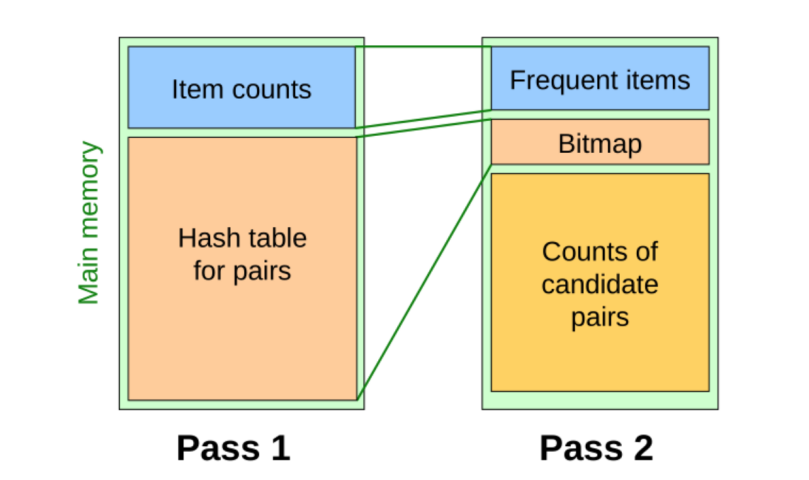 Main memory
Item counts
Hash table
for pairs
Pass 1
Frequent items
Bitmap
Counts of
candidate
pairs
Pass 2